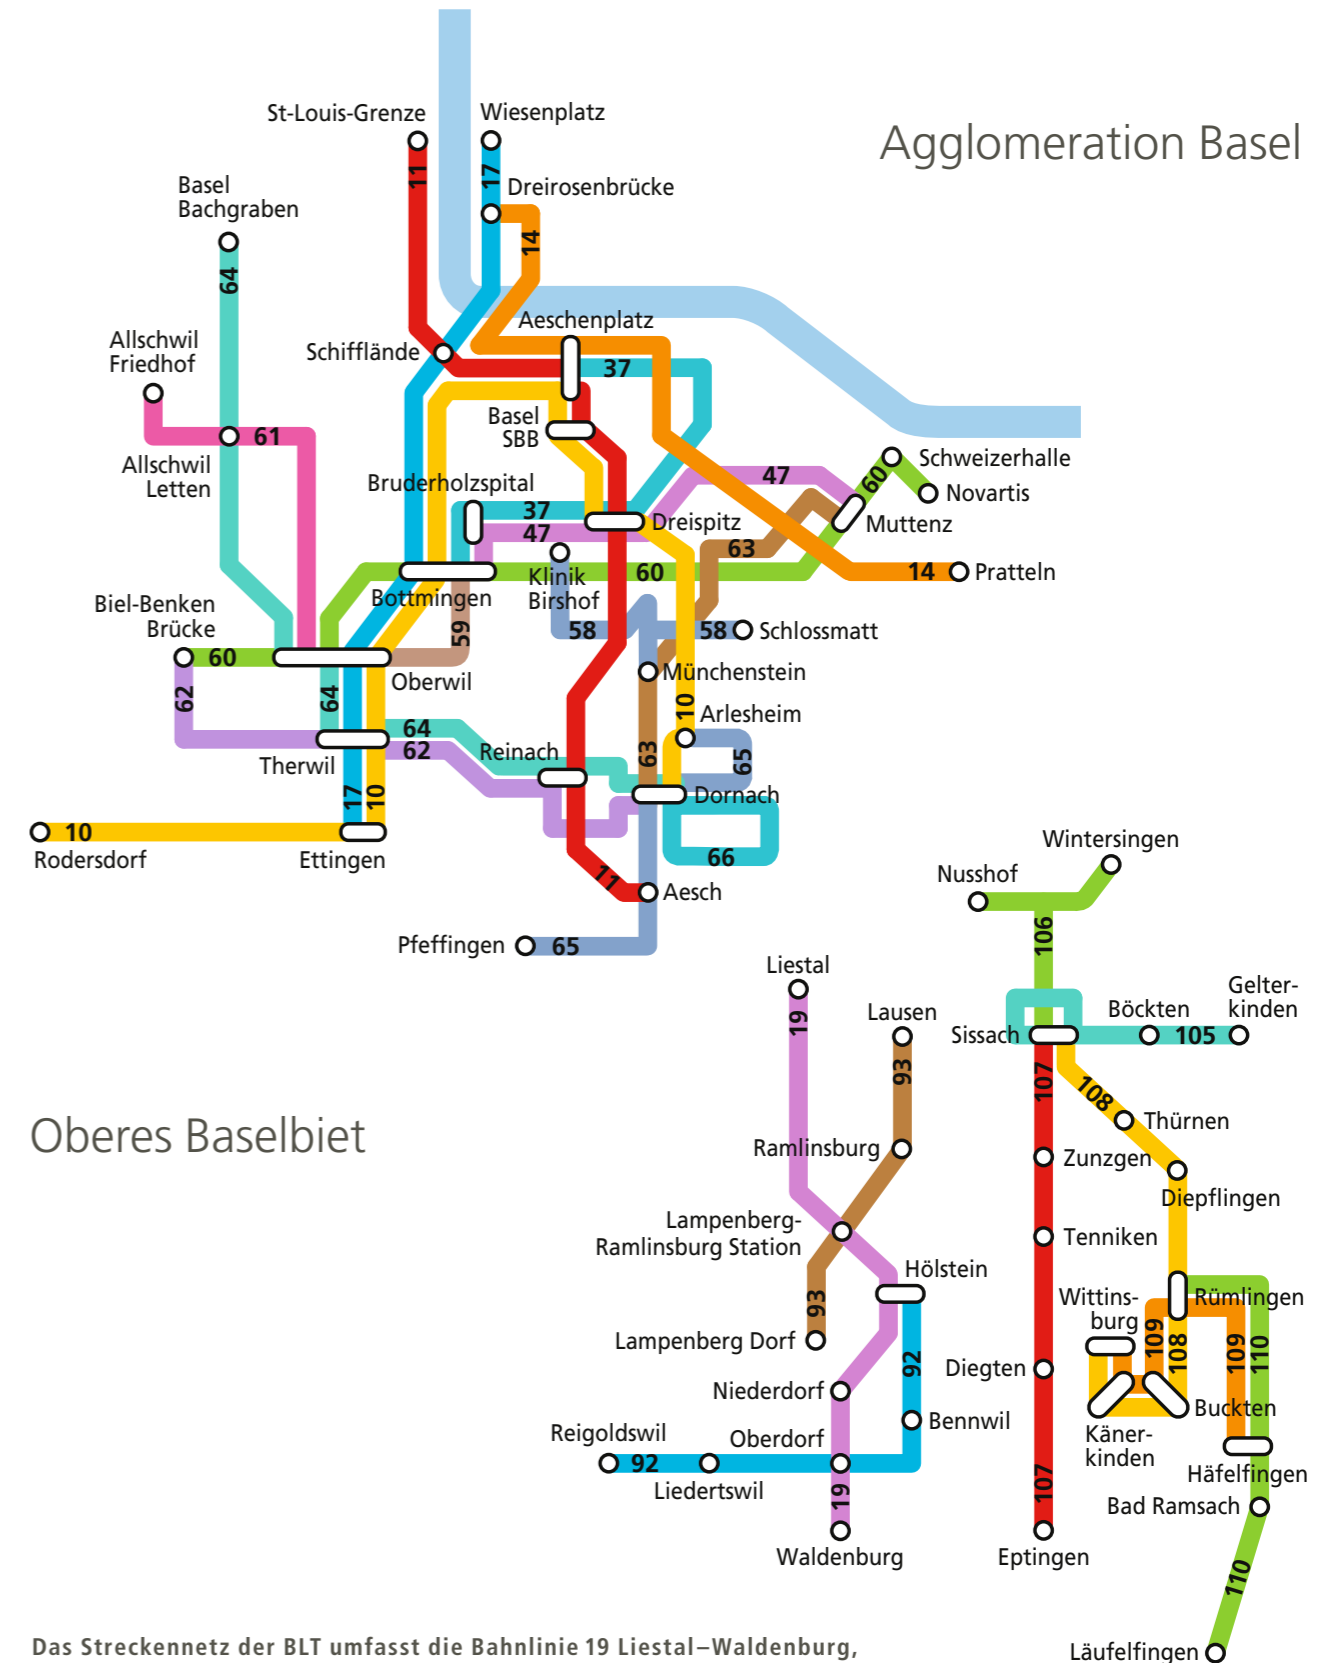 Agglomeration Basel
St-Louis-Grenze
Wiesenplatz
11
17
Dreirosenbrücke
14
Basel
Bachgraben
64
Allschwil
Friedhof
Schifflände
Aeschenplatz
37
61
Allschwil
Letten
Basel
SBB
Bruderholzspital
37
47
47
60
Schweizerhalle
Novartis
Muttenz
Dreispitz
63
60
14
Pratteln
Klinik
Birshof
Bottmingen
59
58
58
Schlossmatt
Biel-Benken
Brücke
60
Oberwil
Münchenstein
62
64
10
Arlesheim
64
62
Reinach
63
65
Therwil
17
10
Dornach
10
Rodersdorf
Ettingen
66
11
Aesch
Pfeffingen
65
Wintersingen
Nusshof
106
Liestal
19
Lausen
93
Gelter-
kinden
Böckten
Sissach
105
107
108
Thürnen
Oberes Baselbiet
Ramlinsburg
Zunzgen
Diepflingen
Lampenberg-
Ramlinsburg Station
Tenniken
Hölstein
93
Lampenberg Dorf
Wittins-
burg
Rümlingen
109
108
109
110
92
Diegten
Niederdorf
Bennwil
Buckten
Käner-
kinden
Reigoldswil
92
Oberdorf
Liedertswil
19
107
Häfelfingen
Bad Ramsach
Waldenburg
Eptingen
110
Läufelfingen
Das Streckennetz der BLT umfasst die Bahnlinie 19 Liestal–Waldenburg,